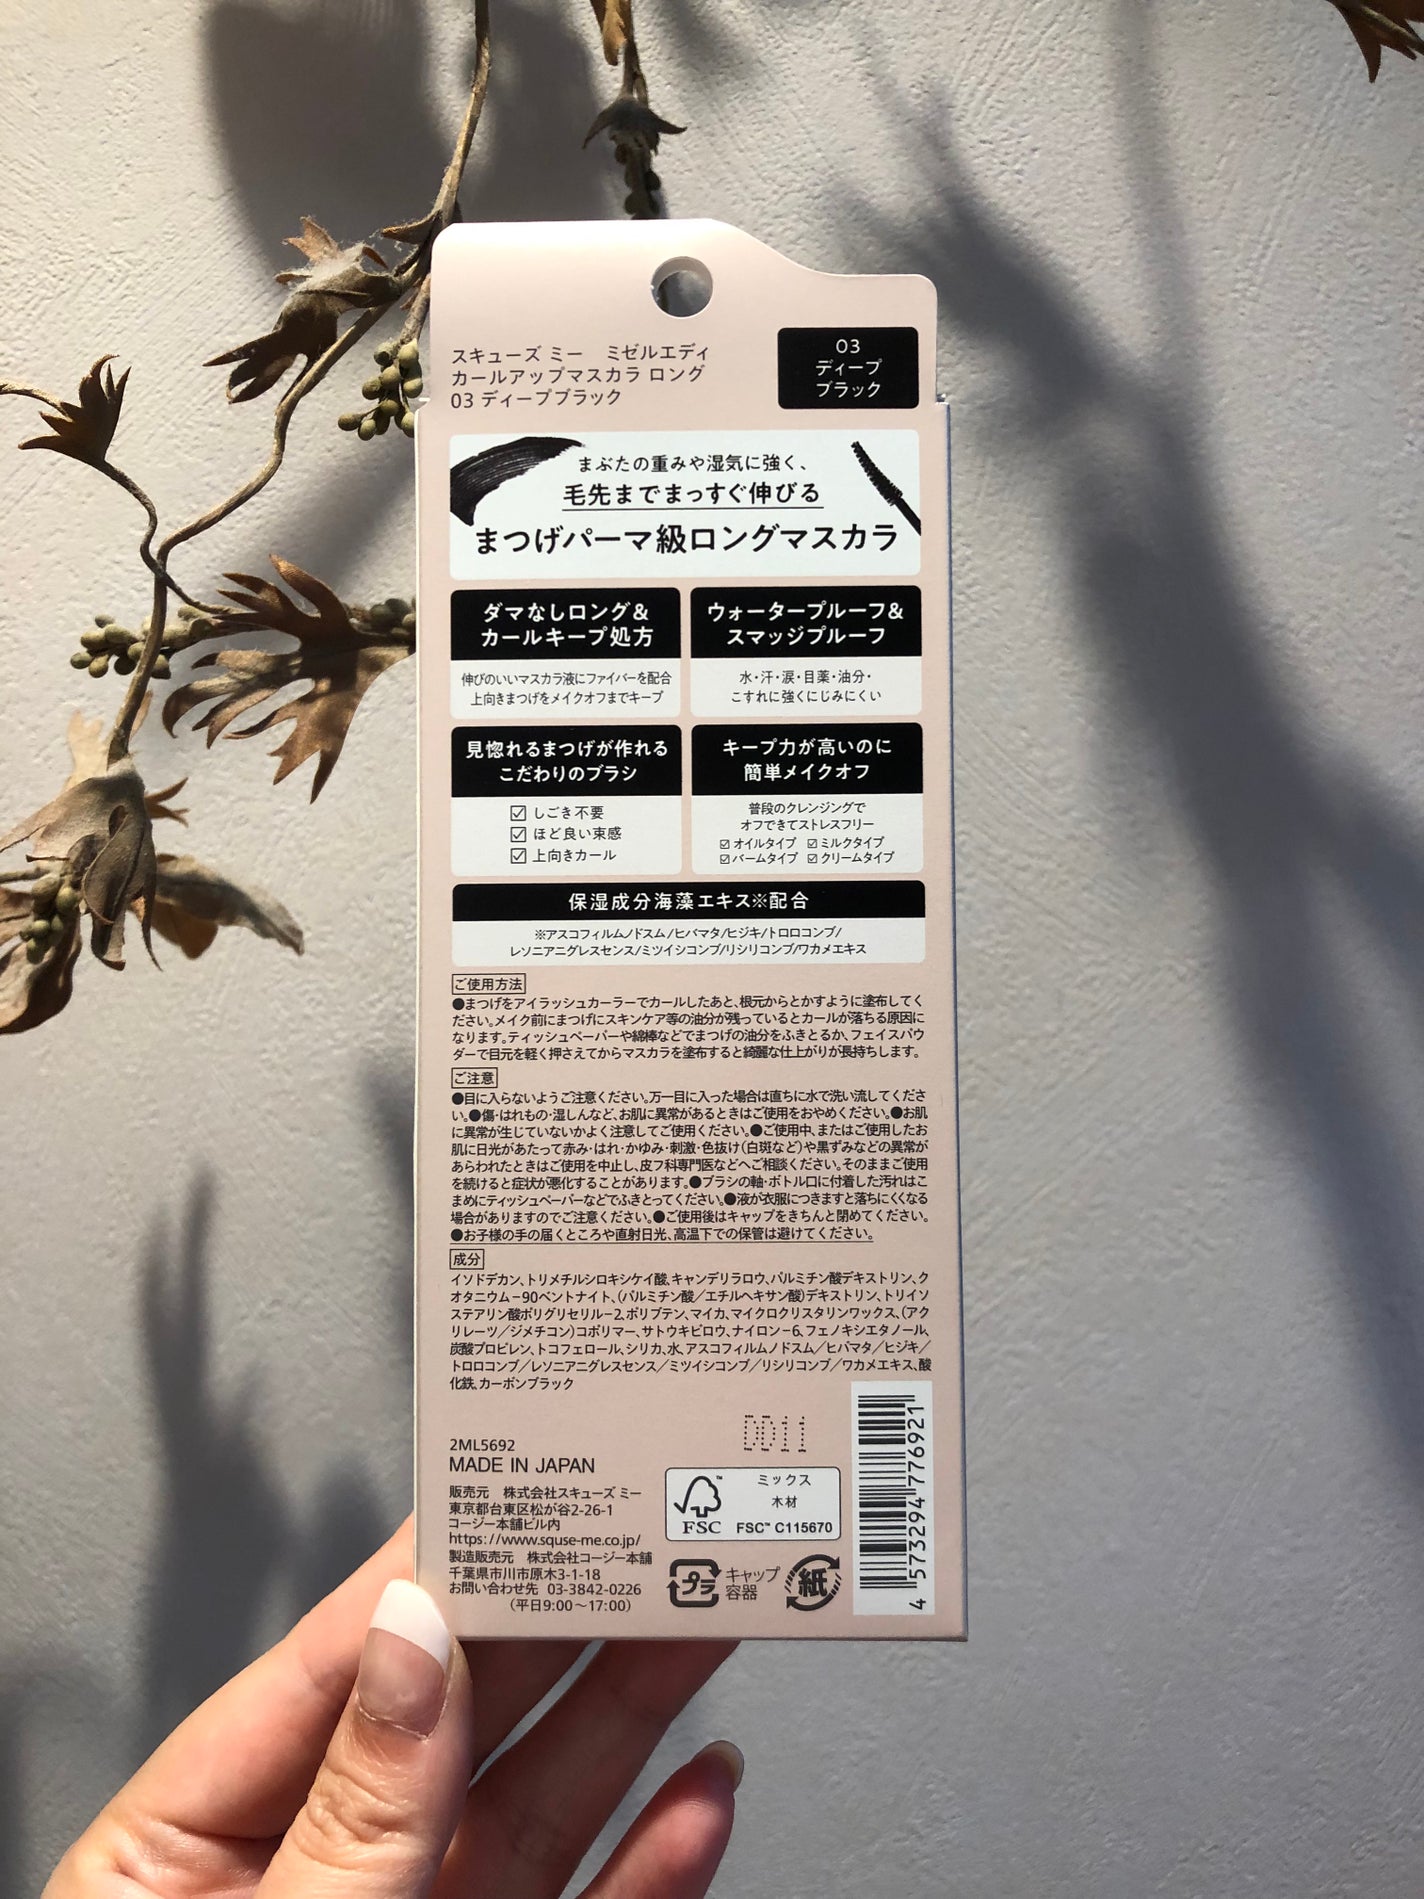 スキューズ ミー　ミゼルエディ
カールアップマスカラ ロング
03 ディープブラック
03
ディープ
ブラック
まぶたの重みや湿気に強く、
毛先までまっすぐ伸びる
まつげパーマ級ロングマスカラ
ダマなしロング&
カールキープ処方
伸びのいいマスカラ液にファイバーを配合
上向きまつげをメイクオフまでキープ
ウォータープルーフ&
スマッジプルーフ
水・汗・涙・目薬・油分・
こすれに強くにじみにくい
見惚れるまつげが作れる
こだわりのブラシ
☑ しごき不要
☑ ほど良い束感
☑ 上向きカール
キープ力が高いのに
簡単メイクオフ
普段のクレンジングで
オフできてストレスフリー
☑ オイルタイプ ☑ ミルクタイプ
☑ バームタイプ ☑ クリームタイプ
保湿成分海藻エキス※配合
※アスコフィルムノドスム/ヒバマタ/ヒジキ/トロロコンブ/
レソニアニグレスセンス/ミツイシコンブ/リシリコンブ/ワカメエキス
ご使用方法
●まつげをアイラッシュカーラーでカールしたあと、根元からとかすように塗布してく
ださい。メイク前にまつげにスキンケア等の油分が残っているとカールが落ちる原因に
なります。ティッシュペーパーや綿棒などでまつげの油分をふきとるか、フェイスパウ
ダーで目元を軽く押さえてからマスカラを塗布すると綺麗な仕上がりが長持ちします。
ご注意
●目に入らないようご注意ください。万一目に入った場合は直ちに水で洗い流してくださ
い。●傷・はれもの・湿しんなど、お肌に異常があるときはご使用をおやめください。●お肌
に異常が生じていないかよく注意してご使用ください。●ご使用中、またはご使用したお
肌に日光があたって赤み・はれ・かゆみ・刺激・色抜け(白斑など)や黒ずみなどの異常が
あらわれたときはご使用を中止し、皮フ科専門医などへご相談ください。そのままご使用
を続けると症状が悪化することがあります。●ブラシの軸・ボトル口に付着した汚れはこ
まめにティッシュペーパーなどでふきとってください。●液が衣服につきますと落ちにくくなる
場合がありますのでご注意ください。●ご使用後はキャップをきちんと閉めてください。
●お子様の手の届くところや直射日光、高温下での保管は避けてください。
成分
イソドデカン、トリメチルシロキシケイ酸、キャンデリラロウ、パルミチン酸デキストリン、ク
オタニウム－90ベントナイト、(パルミチン酸／エチルヘキサン酸)デキストリン、トリイソ
ステアリン酸ポリグリセリル－2、ポリブテン、マイカ、マイクロクリスタリンワックス、(アク
リレーツ／ジメチコン)コポリマー、サトウキビロウ、ナイロン－6、フェノキシエタノール、
炭酸プロピレン、トコフェロール、シリカ、水、アスコフィルムノドスム／ヒバマタ／ヒジキ／
トロロコンブ／レソニアニグレスセンス／ミツイシコンブ／リシリコンブ／ワカメエキス、酸
化鉄、カーボンブラック
DD11
2ML5692
MADE IN JAPAN
販売元　株式会社スキューズ ミー
東京都台東区松が谷2-26-1
コージー本舗ビル内
https://www.squse-me.co.jp/
製造販売元　株式会社コージー本舗
千葉県市川市原木3-1-18
お問い合わせ先 03-3842-0226
(平日9:00～17:00)
FSC
ミックス
木材
FSC™ C115670
プラ
キャップ
容器
紙
4 573294 776921